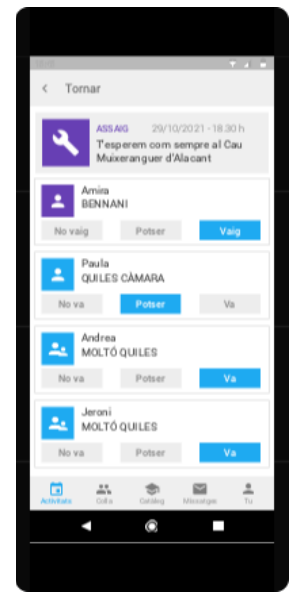 Tornar
ASSAIG 29/10/2021 - 18.30 h
T'esperem com sempre al Cau
Muixeranguer d'Alacant
Amira
BENNANI
No vaig Potser Vaig
Paula
QUILES CÀMARA
No va Potser Va
Andrea
MOLTÓ QUILES
No va Potser Va
Jeroni
MOLTÓ QUILES
No va Potser Va
Activitats Colla Catàleg Missatges Tu